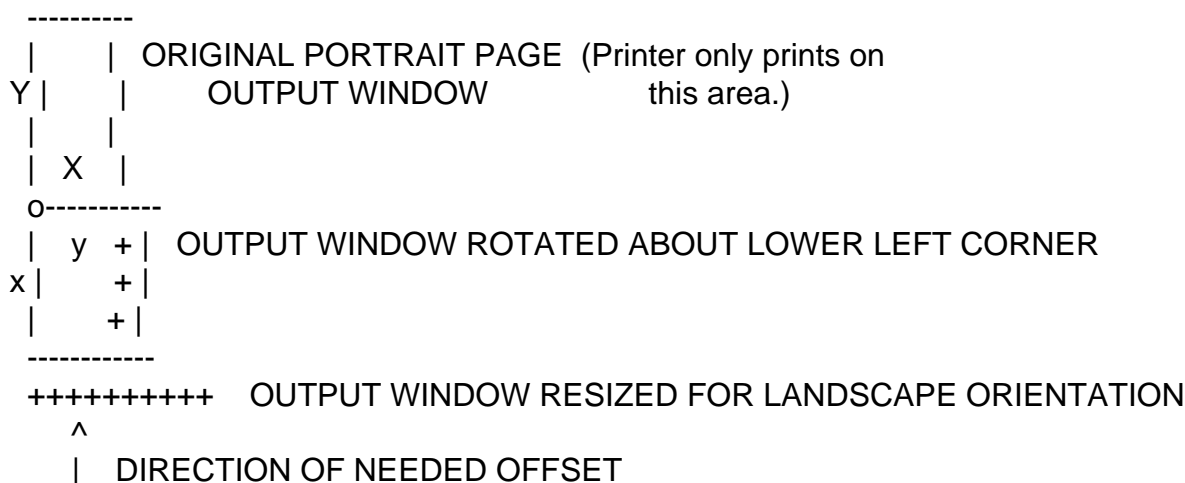 ----------
|        |  ORIGINAL PORTRAIT PAGE  (Printer only prints on
Y |        |        OUTPUT WINDOW                  this area.)
|        |
|   X   |
o-----------
|    y   + |   OUTPUT WINDOW ROTATED ABOUT LOWER LEFT CORNER
x |        + |
|        + |
------------
++++++++++    OUTPUT WINDOW RESIZED FOR LANDSCAPE ORIENTATION
^
|    DIRECTION OF NEEDED OFFSET